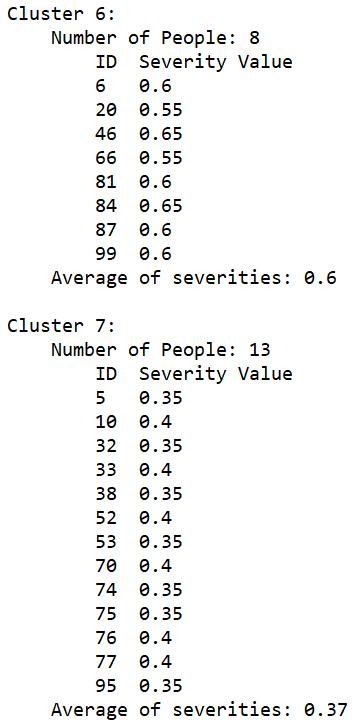 Cluster 6:
Number of People: 8
ID Severity Value
6 0.6
20 0.55
46 0.65
66 0.55
81 0.6
84 0.65
87 0.6
99 0.6
Average of severities: 0.6
Cluster 7:
Number of People: 13
ID Severity Value
5 0.35
10 0.4
32 0.35
33 0.4
38 0.35
52 0.4
53 0.35
70 0.4
74 0.35
75 0.35
76 0.4
77 0.4
95 0.35
Average of severities: 0.37